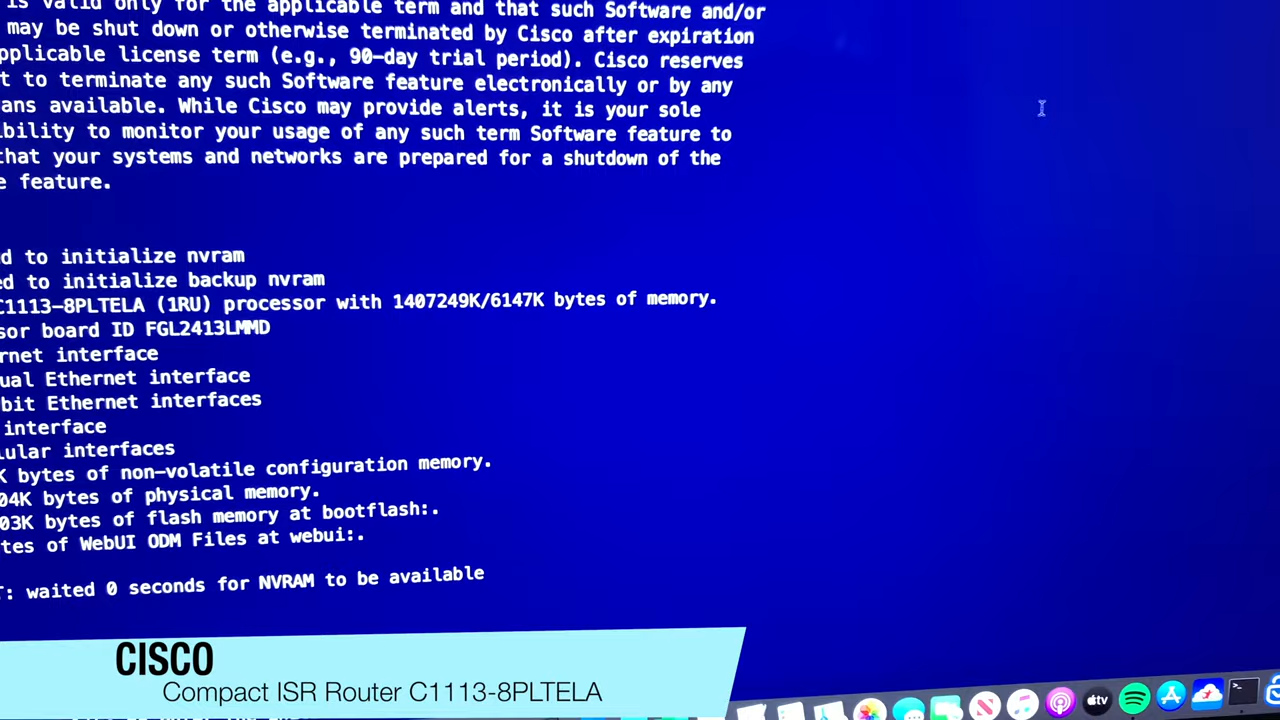 is valid only for the applicable term and that such Software and/or
may be shut down or otherwise terminated by Cisco after expiration
applicable license term (e.g., 90-day trial period). Cisco reserves
t to terminate any such Software feature electronically or by any
ans available. While Cisco may provide alerts, it is your sole
ibility to monitor your usage of any such term Software feature to
that your systems and networks are prepared for a shutdown of the
e feature.
d to initialize nvram
ed to initialize backup nvram
C1113-8PLTELA (1RU) processor with 1407249K/6147K bytes of memory.
sor board ID FGL2413LMMD
rnet interface
ual Ethernet interface
bit Ethernet interfaces
interface
lular interfaces
K bytes of non-volatile configuration memory.
04K bytes of physical memory.
03K bytes of flash memory at bootflash:.
tes of WebUI ODM Files at webui:.
T: waited 0 seconds for NVRAM to be available
CISCO
Compact ISR Router C1113-8PLTELA
tv